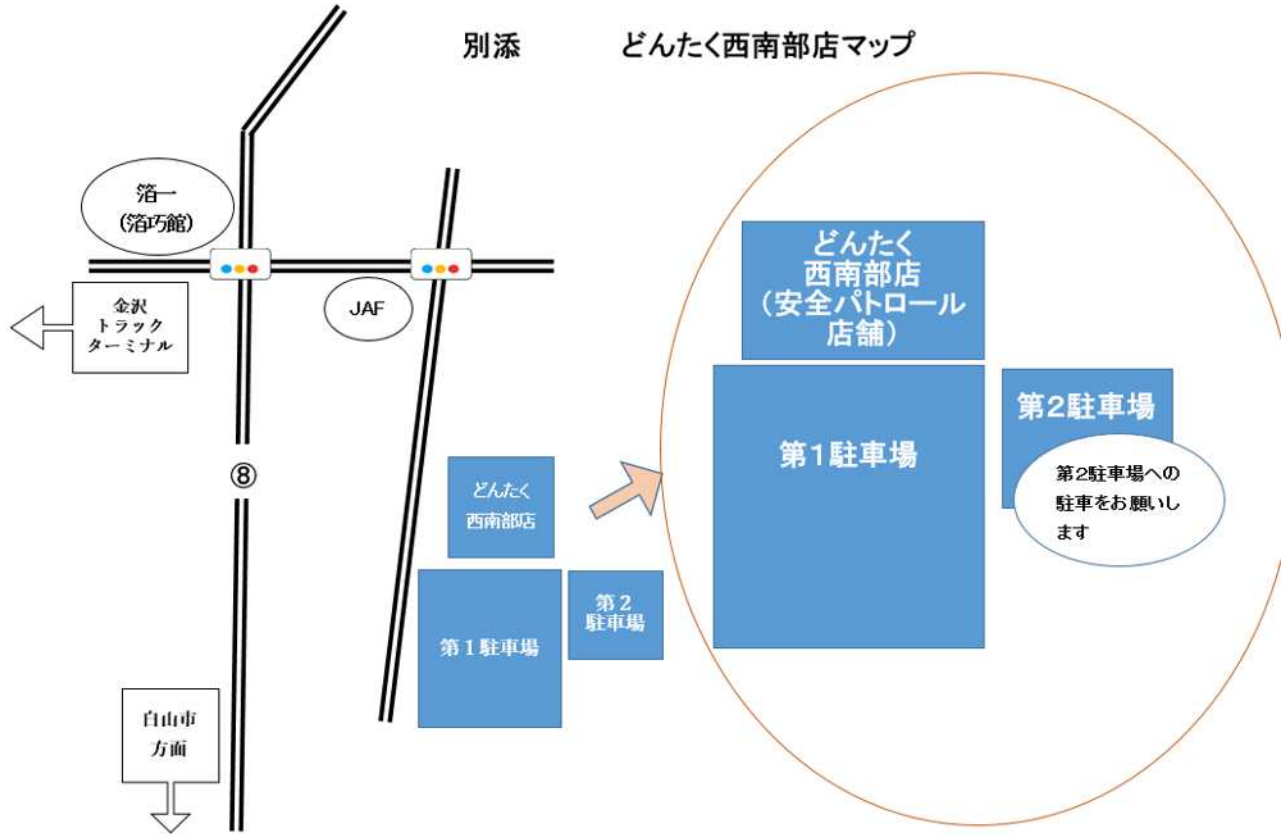 別添 どんたく西南部店マップ
箔一
(箔巧館)
金沢
トラック
ターミナル
JAF
⑧
白山市
方面
どんたく
西南部店
第１駐車場
第２
駐車場
どんたく
西南部店
（安全パトロール
店舗）
第１駐車場
第２駐車場
第2駐車場への
駐車をお願いし
ます